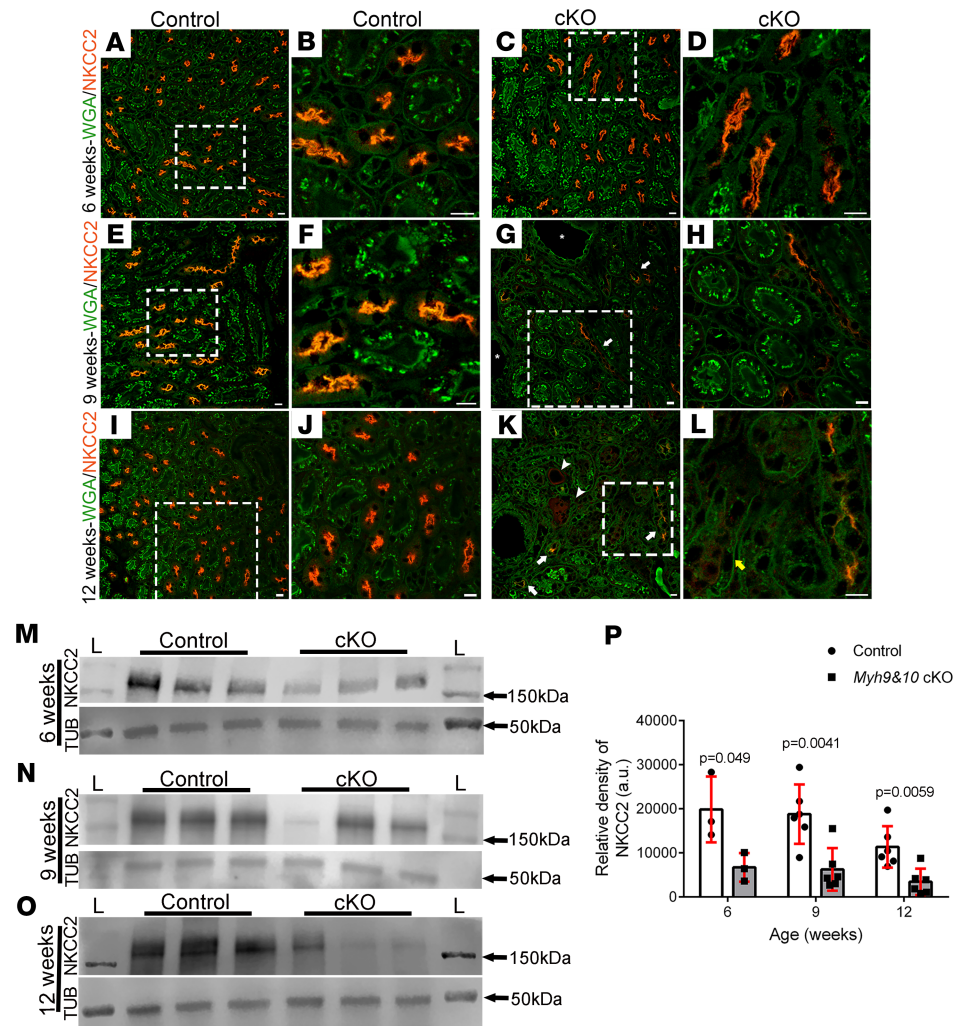 Control Control cKO cKO
6 weeks-WGA/NKCC2
A B C D
9 weeks-WGA/NKCC2
E F G H
* *
12 weeks-WGA/NKCC2
I J K L
M
6 weeks
L Control cKO L
NKCC2
150kDa
TUB
50kDa
N
9 weeks
L Control cKO L
NKCC2
150kDa
TUB
50kDa
O
12 weeks
L Control cKO L
NKCC2
150kDa
TUB
50kDa
P
Control
Myh9&10 cKO
Relative density of
NKCC2 (a.u.)
40000
30000
20000
10000
0
p=0.049
p=0.0041
p=0.0059
6 9 12
Age (weeks)